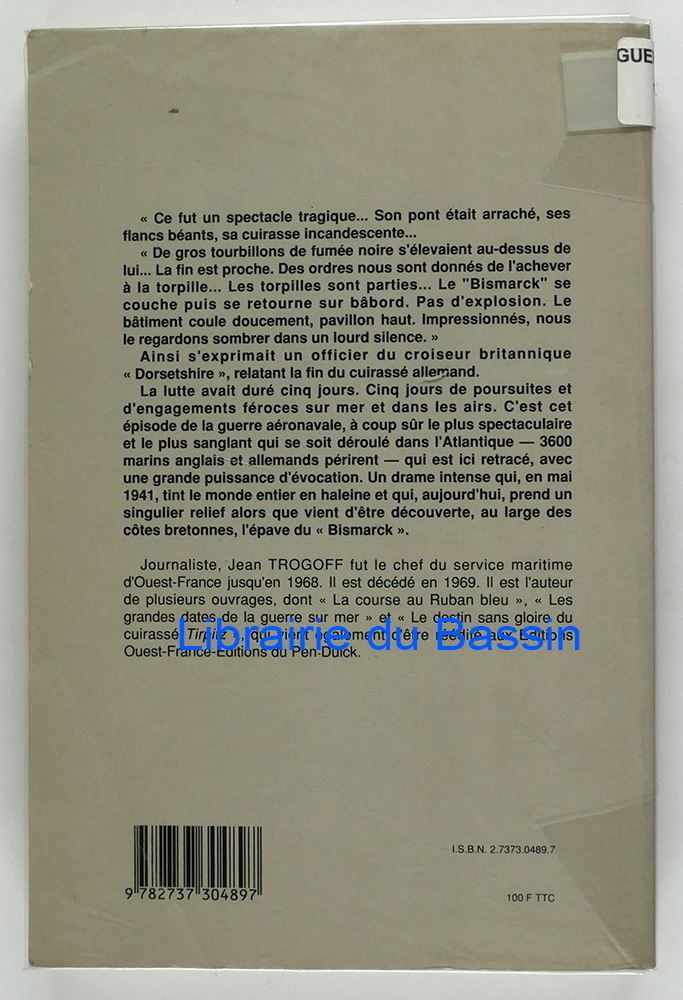 GUE
« Ce fut un spectacle tragique... Son pont était arraché, ses
flancs béants, sa cuirasse incandescente...
« De gros tourbillons de fumée noire s'élevaient au-dessus de
lui... La fin est proche. Des ordres nous sont donnés de l'achever
à la torpille... Les torpilles sont parties... Le "Bismarck" se
couche puis se retourne sur bâbord. Pas d'explosion. Le
bâtiment coule doucement, pavillon haut. Impressionnés, nous
le regardons sombrer dans un lourd silence. »
Ainsi s'exprimait un officier du croiseur britannique
« Dorsetshire », relatant la fin du cuirassé allemand.
La lutte avait duré cinq jours. Cinq jours de poursuites et
d'engagements féroces sur mer et dans les airs. C'est cet
épisode de la guerre aéronavale, à coup sûr le plus spectaculaire
et le plus sanglant qui se soit déroulé dans l'Atlantique — 3600
marins anglais et allemands périrent — qui est ici retracé, avec
une grande puissance d'évocation. Un drame intense qui, en mai
1941, tint le monde entier en haleine et qui, aujourd'hui, prend un
singulier relief alors que vient d'être découverte, au large des
côtes bretonnes, l'épave du « Bismarck ».
Journaliste, Jean TROGOFF fut le chef du service maritime
d'Ouest-France jusqu'en 1968. Il est décédé en 1969. Il est l'auteur
de plusieurs ouvrages, dont « La course au Ruban bleu », « Les
grandes dates de la guerre sur mer » et « Le destin sans gloire du
cuirassé Tirpitz », qui vient également d'être réédité aux Editions
Ouest-France-Editions du Pen-Duick.
Librairie du Bassin
I.S.B.N. 2.7373.0489.7
9 782737 304897
100 F TTC